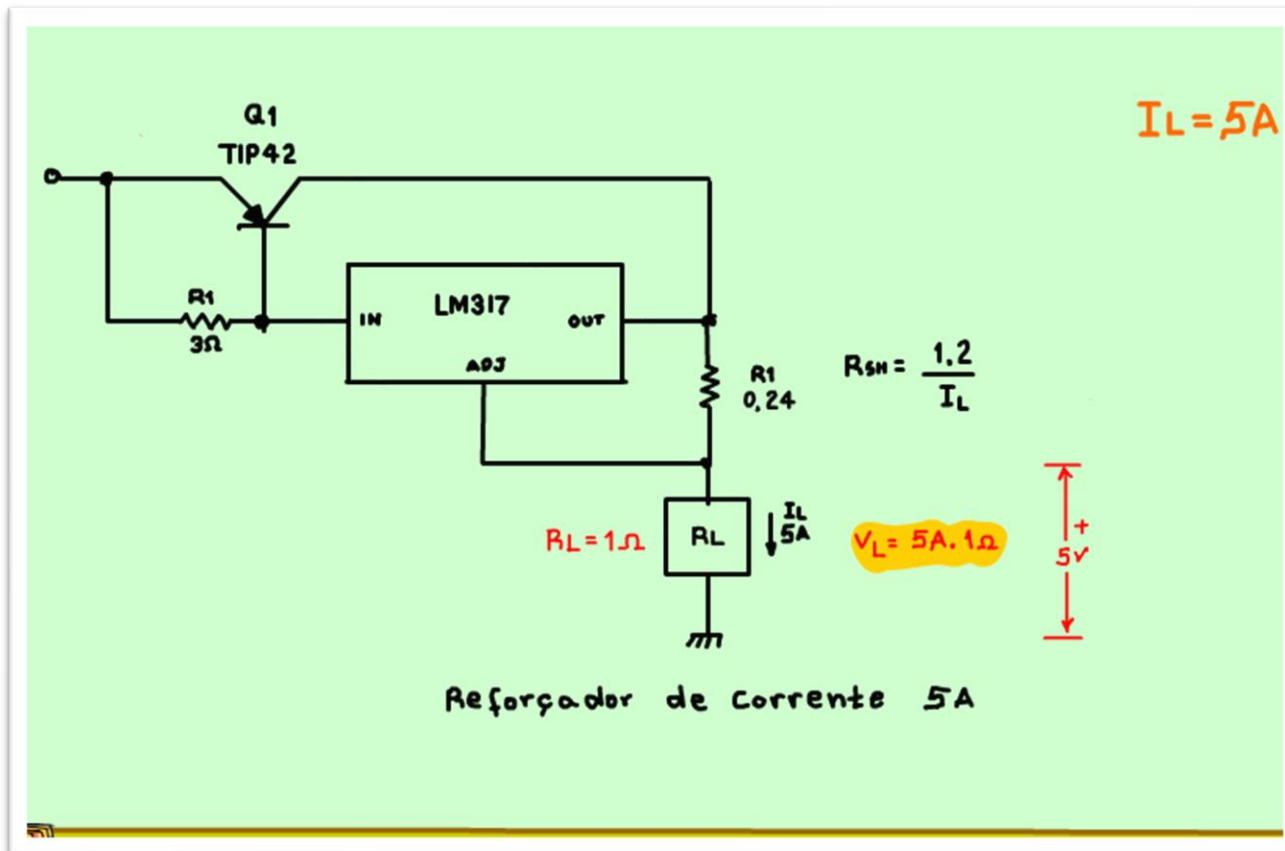 IL = 5A
Q1
TIP42
R1
3Ω
IN
LM317
OUT
ADJ
R1
0,24
RSH = 1.2 / IL
RL = 1Ω
RL
IL
5A
VL = 5A . 1Ω
+
5V
Reforçador de corrente 5A